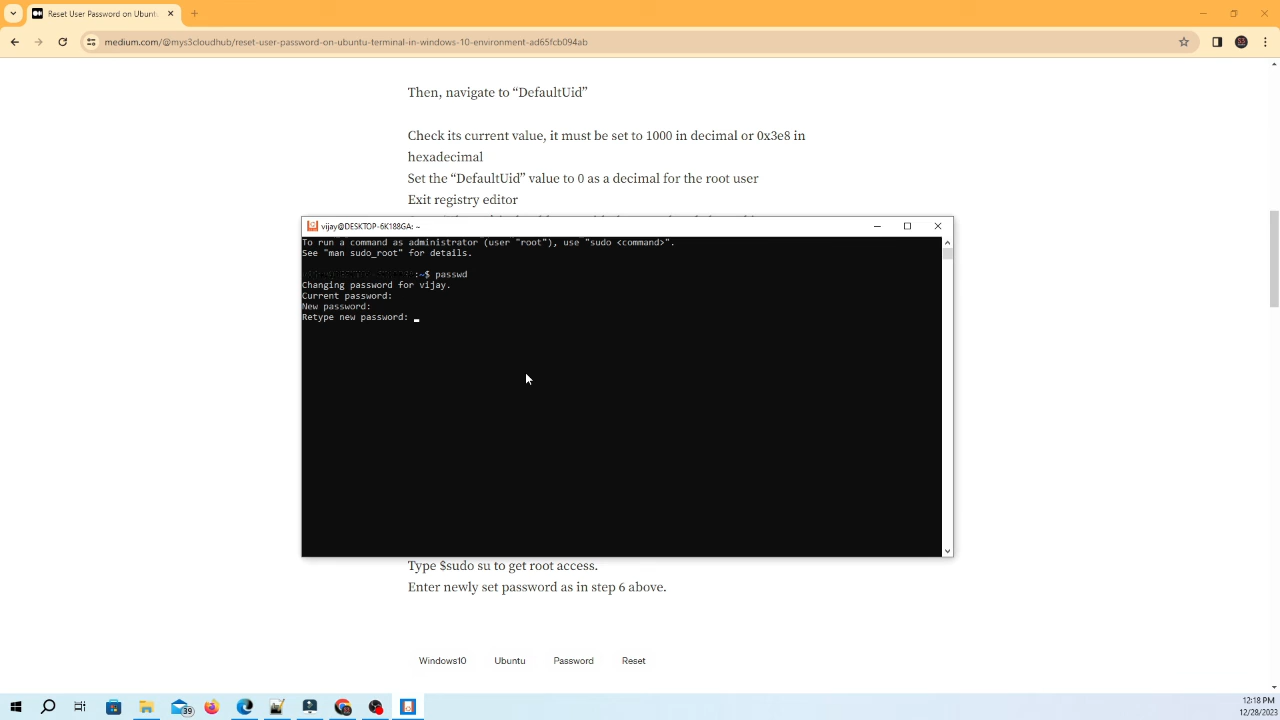 Reset User Password on Ubuntu
medium.com/@mys3cloudhub/reset-user-password-on-ubuntu-terminal-in-windows-10-environment-ad65fcb094ab
Then, navigate to “DefaultUid”
Check its current value, it must be set to 1000 in decimal or 0x3e8 in
hexadecimal
Set the “DefaultUid” value to 0 as a decimal for the root user
Exit registry editor
vijay@DESKTOP-6K188GA: ~
To run a command as administrator (user "root"), use "sudo <command>".
See "man sudo_root" for details.
:~$ passwd
Changing password for vijay.
Current password:
New password:
Retype new password:
Type $sudo su to get root access.
Enter newly set password as in step 6 above.
Windows10 Ubuntu Password Reset
39
12:18 PM
12/28/2023